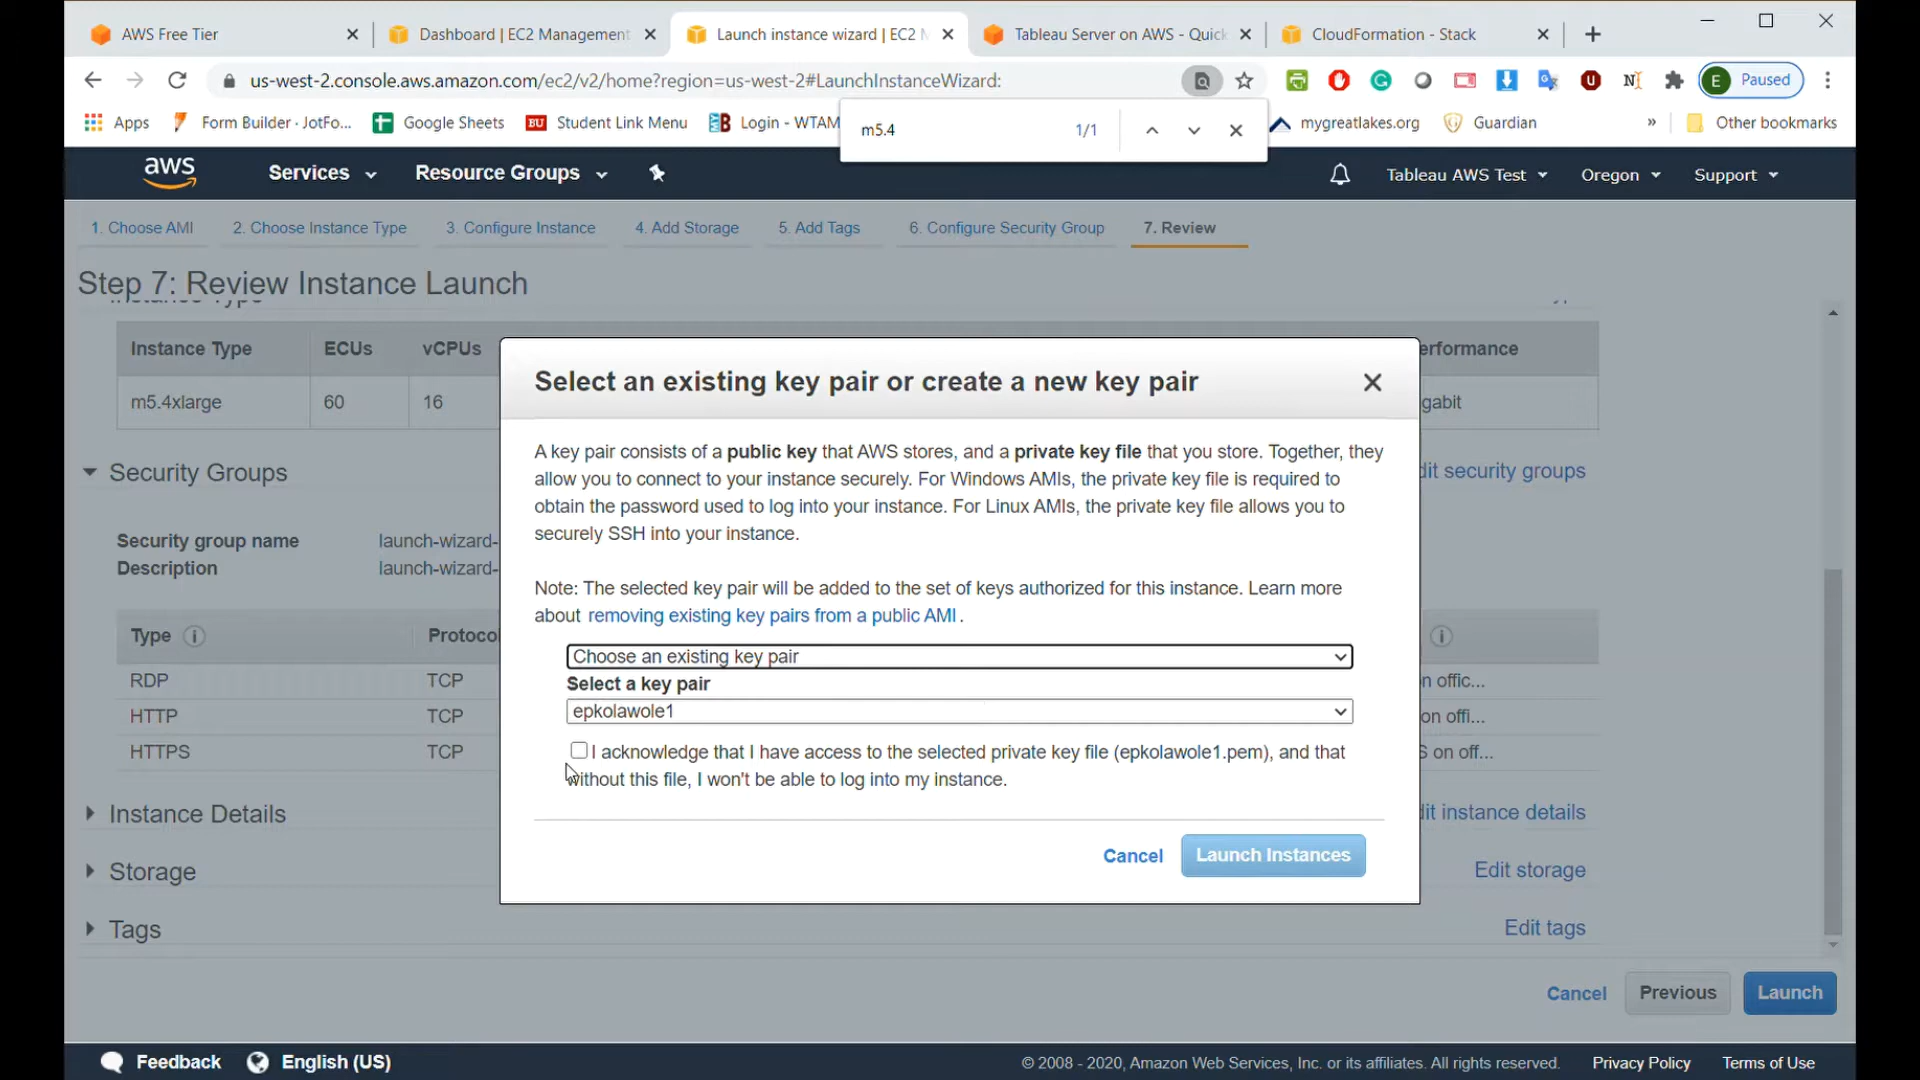 AWS Free Tier
Dashboard | EC2 Management
Launch instance wizard | EC2
Tableau Server on AWS - Quick
CloudFormation - Stack
us-west-2.console.aws.amazon.com/ec2/v2/home?region=us-west-2#LaunchInstanceWizard:
E Paused
Apps
Form Builder · JotFo...
Google Sheets
BU Student Link Menu
Login - WTAM
m5.4 1/1
mygreatlakes.org
Guardian
» Other bookmarks
aws
Services
Resource Groups
Tableau AWS Test
Oregon
Support
1. Choose AMI
2. Choose Instance Type
3. Configure Instance
4. Add Storage
5. Add Tags
6. Configure Security Group
7. Review
Step 7: Review Instance Launch
Instance Type ECUs vCPUs erformance
m5.4xlarge 60 16 gabit
Select an existing key pair or create a new key pair
A key pair consists of a public key that AWS stores, and a private key file that you store. Together, they
allow you to connect to your instance securely. For Windows AMIs, the private key file is required to
obtain the password used to log into your instance. For Linux AMIs, the private key file allows you to
securely SSH into your instance.
Note: The selected key pair will be added to the set of keys authorized for this instance. Learn more
about removing existing key pairs from a public AMI.
Choose an existing key pair
Select a key pair
epkolawole1
I acknowledge that I have access to the selected private key file (epkolawole1.pem), and that
without this file, I won't be able to log into my instance.
Cancel Launch Instances
Security Groups
dit security groups
Security group name launch-wizard-
Description launch-wizard-
Type Protocol
RDP TCP n offic...
HTTP TCP on offi...
HTTPS TCP S on off...
Instance Details
dit instance details
Storage
Edit storage
Tags
Edit tags
Cancel Previous Launch
Feedback
English (US)
© 2008 - 2020, Amazon Web Services, Inc. or its affiliates. All rights reserved.
Privacy Policy
Terms of Use